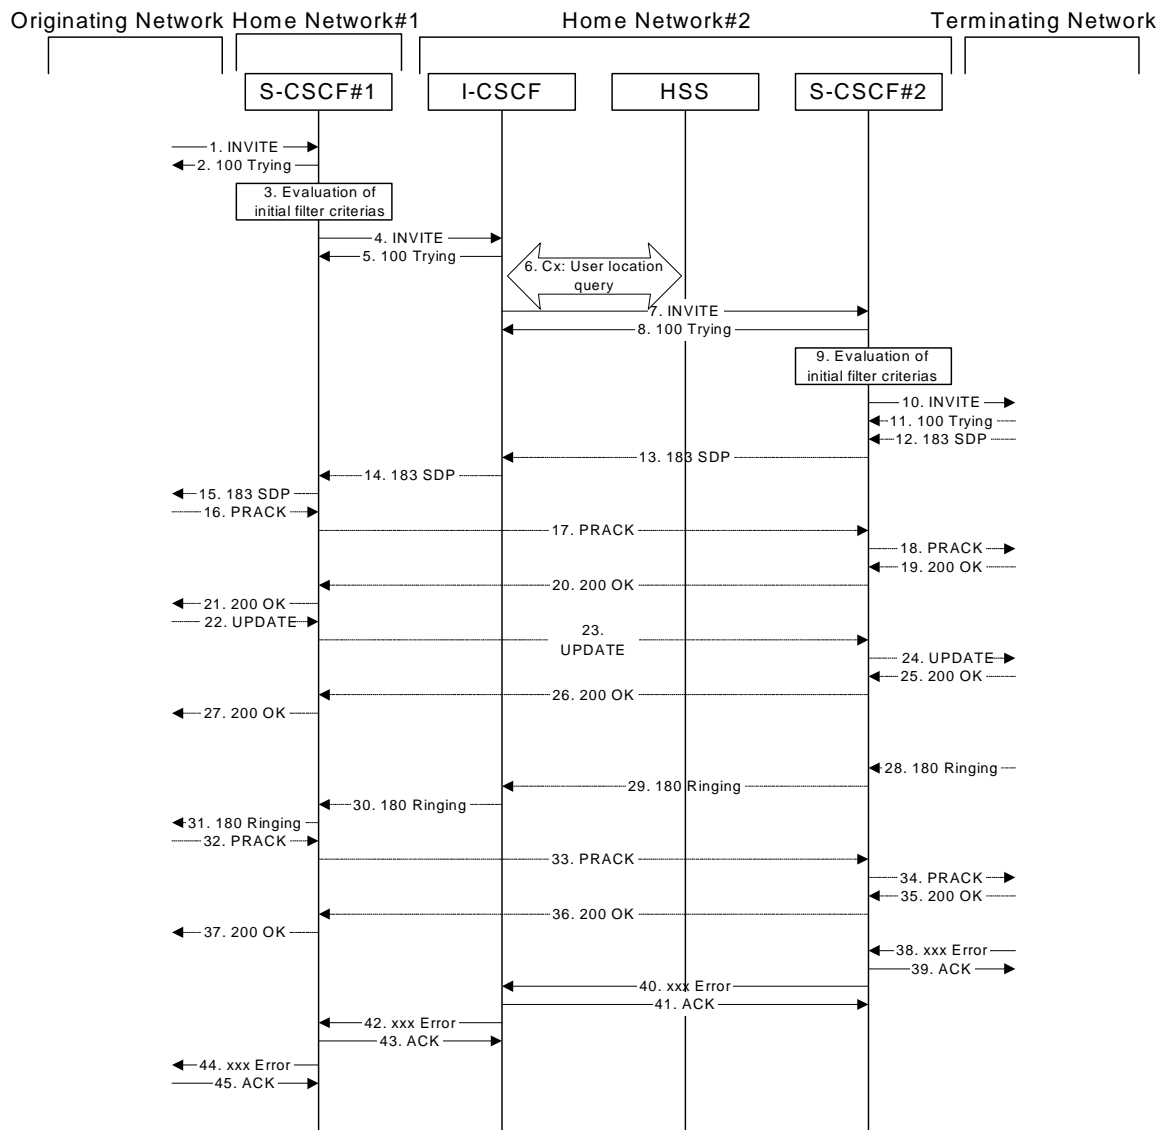 Originating Network Home Network#1 Home Network#2 Terminating Network
S-CSCF#1 I-CSCF HSS S-CSCF#2
1. INVITE
2. 100 Trying
3. Evaluation of
initial filter criterias
4. INVITE
5. 100 Trying
6. Cx: User location
query
7. INVITE
8. 100 Trying
9. Evaluation of
initial filter criterias
10. INVITE
11. 100 Trying
12. 183 SDP
13. 183 SDP
14. 183 SDP
15. 183 SDP
16. PRACK
17. PRACK
18. PRACK
19. 200 OK
20. 200 OK
21. 200 OK
22. UPDATE
23.
UPDATE
24. UPDATE
25. 200 OK
26. 200 OK
27. 200 OK
28. 180 Ringing
29. 180 Ringing
30. 180 Ringing
31. 180 Ringing
32. PRACK
33. PRACK
34. PRACK
35. 200 OK
36. 200 OK
37. 200 OK
38. xxx Error
39. ACK
40. xxx Error
41. ACK
42. xxx Error
43. ACK
44. xxx Error
45. ACK